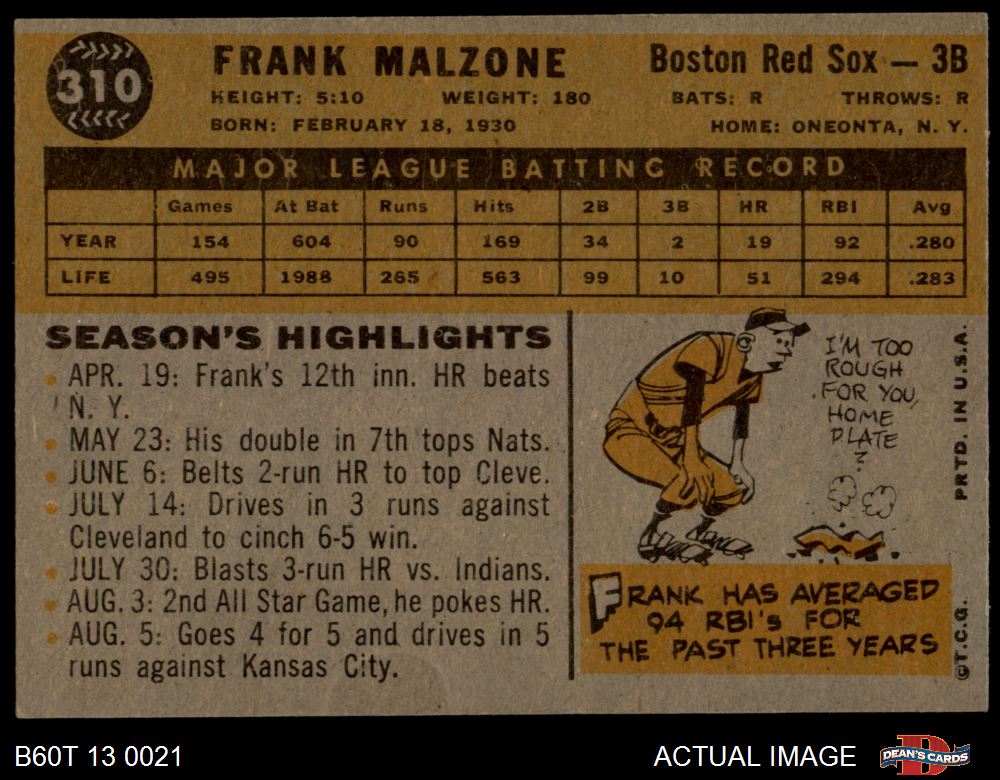 310
FRANK MALZONE
Boston Red Sox — 3B
HEIGHT: 5:10 WEIGHT: 180 BATS: R THROWS: R
BORN: FEBRUARY 18, 1930 HOME: ONEONTA, N. Y.
MAJOR LEAGUE BATTING RECORD
Games At Bat Runs Hits 2B 3B HR RBI Avg
YEAR 154 604 90 169 34 2 19 92 .280
LIFE 495 1988 265 563 99 10 51 294 .283
SEASON'S HIGHLIGHTS
• APR. 19: Frank's 12th inn. HR beats
N. Y.
• MAY 23: His double in 7th tops Nats.
• JUNE 6: Belts 2-run HR to top Cleve.
• JULY 14: Drives in 3 runs against
Cleveland to cinch 6-5 win.
• JULY 30: Blasts 3-run HR vs. Indians.
• AUG. 3: 2nd All Star Game, he pokes HR.
• AUG. 5: Goes 4 for 5 and drives in 5
runs against Kansas City.
I'M TOO
ROUGH
FOR YOU,
HOME
PLATE
?
FRANK HAS AVERAGED
94 RBI's FOR
THE PAST THREE YEARS
©T.C.G. PRTD. IN U.S.A.
B60T 13 0021
ACTUAL IMAGE
D
DEAN'S CARDS